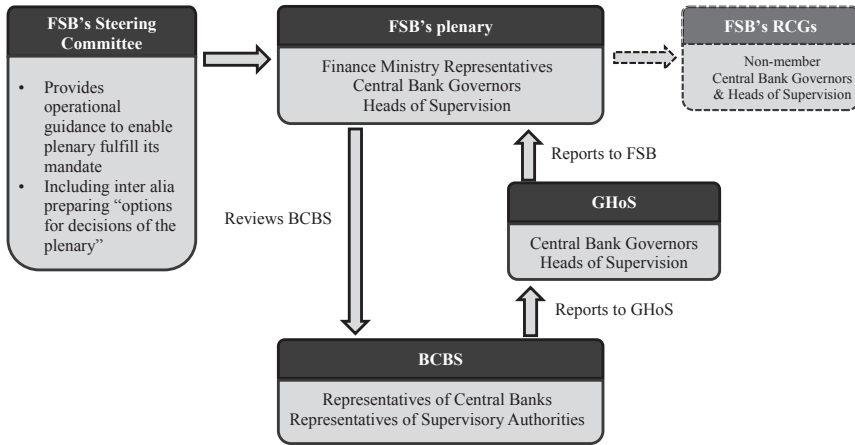 FSB's Steering
Committee
• Provides
operational
guidance to enable
plenary fulfill its
mandate
• Including inter alia
preparing “options
for decisions of the
plenary”
FSB's plenary
Finance Ministry Representatives
Central Bank Governors
Heads of Supervision
FSB's RCGs
Non-member
Central Bank Governors
& Heads of Supervision
Reports to FSB
Reviews BCBS
GHoS
Central Bank Governors
Heads of Supervision
Reports to GHoS
BCBS
Representatives of Central Banks
Representatives of Supervisory Authorities